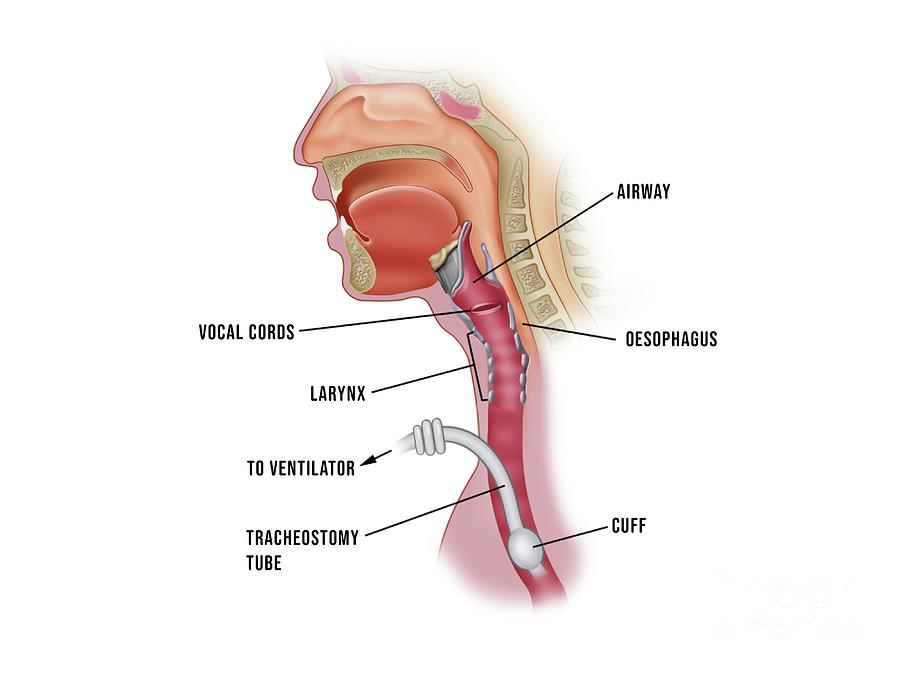 AIRWAY
VOCAL CORDS
OESOPHAGUS
LARYNX
TO VENTILATOR
CUFF
TRACHEOSTOMY
TUBE